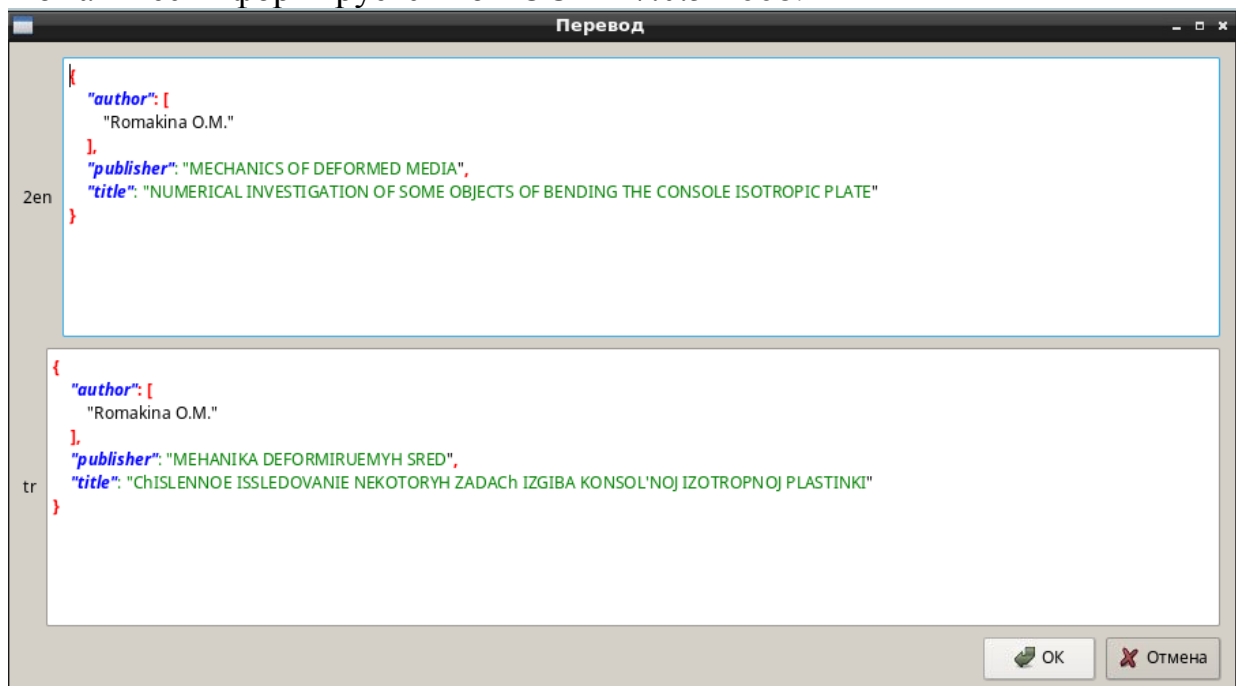 Перевод
2en
{
"author": [
"Romakina O.M."
],
"publisher": "MECHANICS OF DEFORMED MEDIA",
"title": "NUMERICAL INVESTIGATION OF SOME OBJECTS OF BENDING THE CONSOLE ISOTROPIC PLATE"
}
tr
{
"author": [
"Romakina O.M."
],
"publisher": "MEHANIKA DEFORMIRUEMYH SRED",
"title": "ChISLENNOE ISSLEDOVANIE NEKOTORYH ZADACh IZGIBA KONSOL'NOJ IZOTROPNOJ PLASTINKI"
}
ОК
Отмена